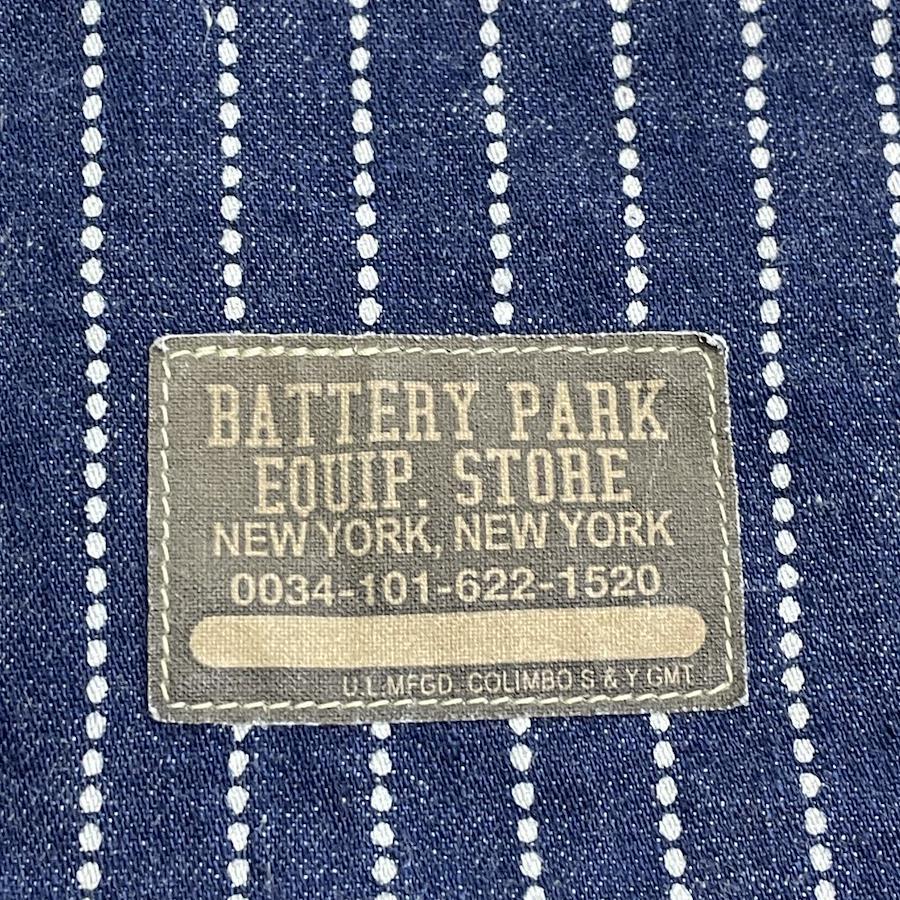 BATTERY PARK
EQUIP. STORE
NEW YORK, NEW YORK
0034-101-622-1520
U.L.MFGD. COLIMBO S & Y GMT